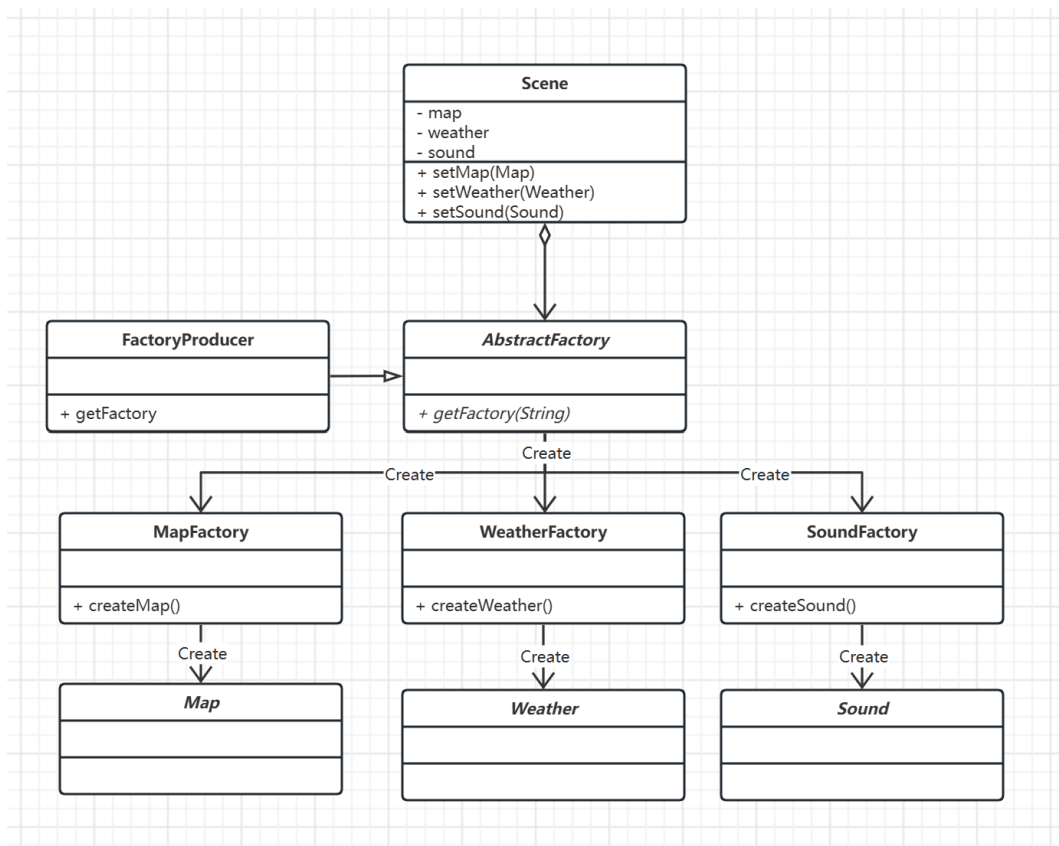 Scene
- map
- weather
- sound
+ setMap(Map)
+ setWeather(Weather)
+ setSound(Sound)
FactoryProducer
+ getFactory
AbstractFactory
+ getFactory(String)
Create
Create
Create
MapFactory
+ createMap()
WeatherFactory
+ createWeather()
SoundFactory
+ createSound()
Create
Create
Create
Map
Weather
Sound